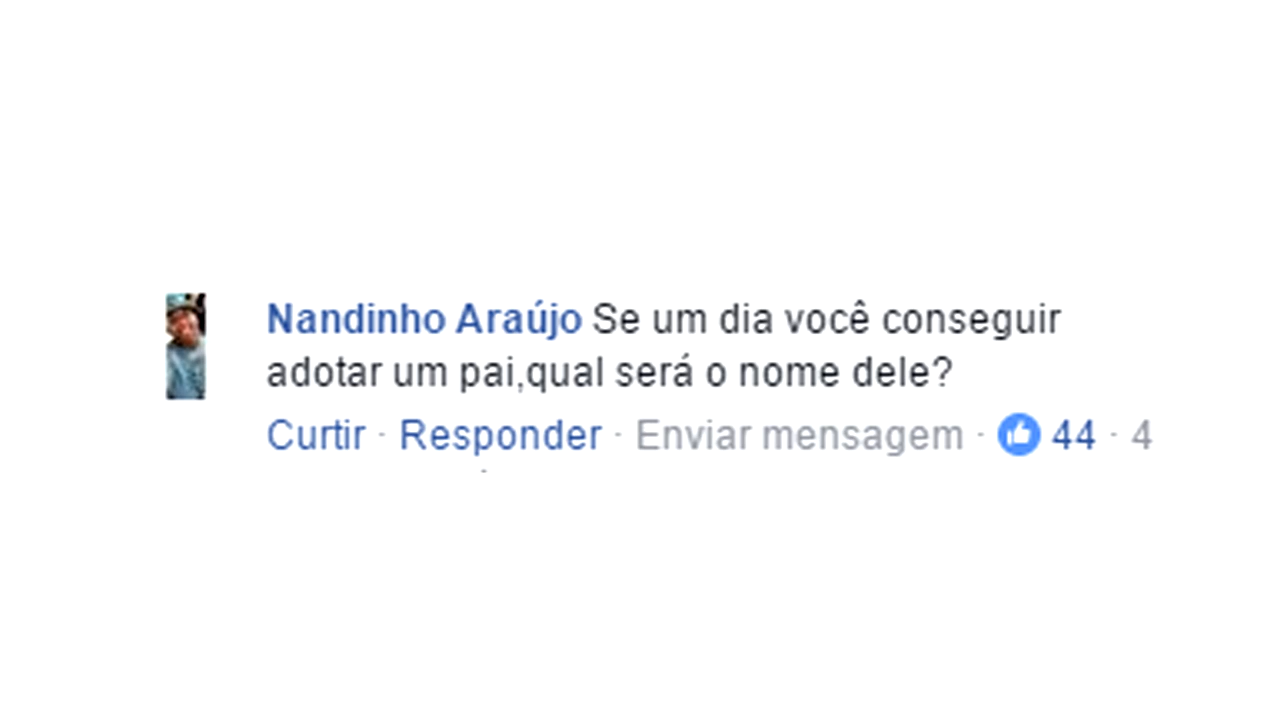 Nandinho Araújo Se um dia você conseguir
adotar um pai,qual será o nome dele?
Curtir · Responder · Enviar mensagem · 44 · 4